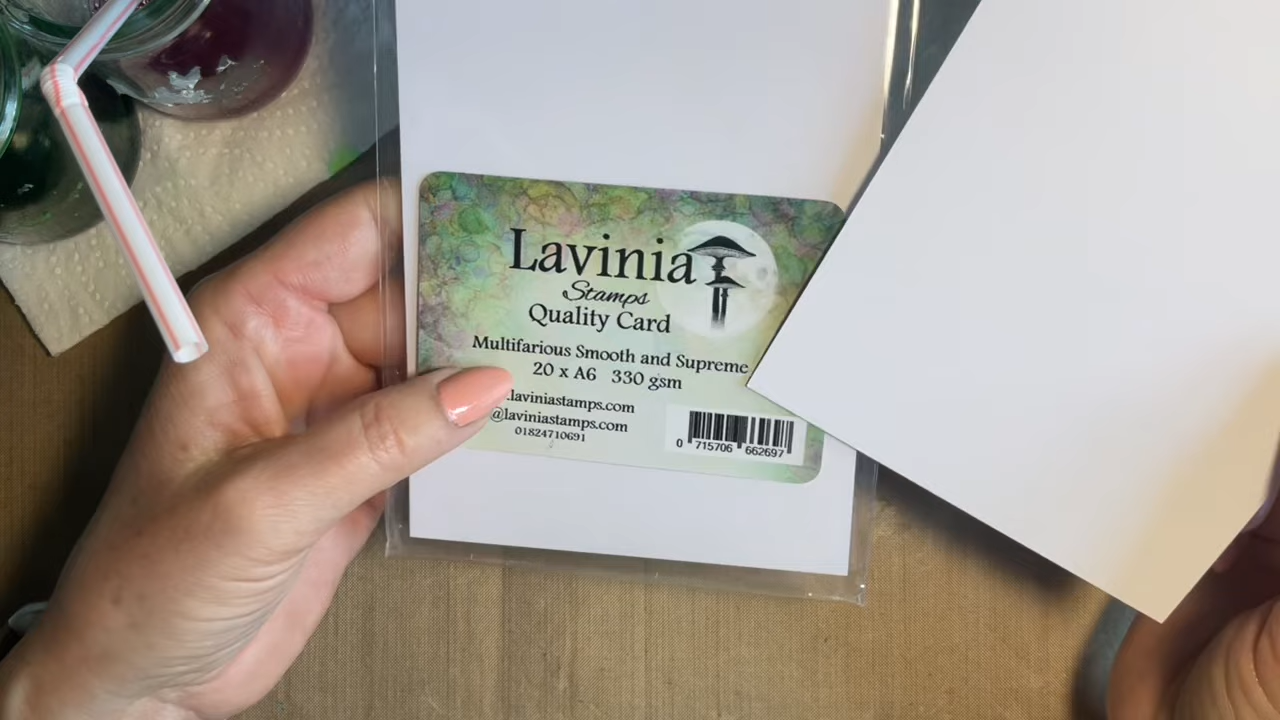 Lavinia
Stamps
Quality Card
Multifarious Smooth and Supreme
20 x A6 330 gsm
.laviniastamps.com
@laviniastamps.com
01824710691
0 715706 662697